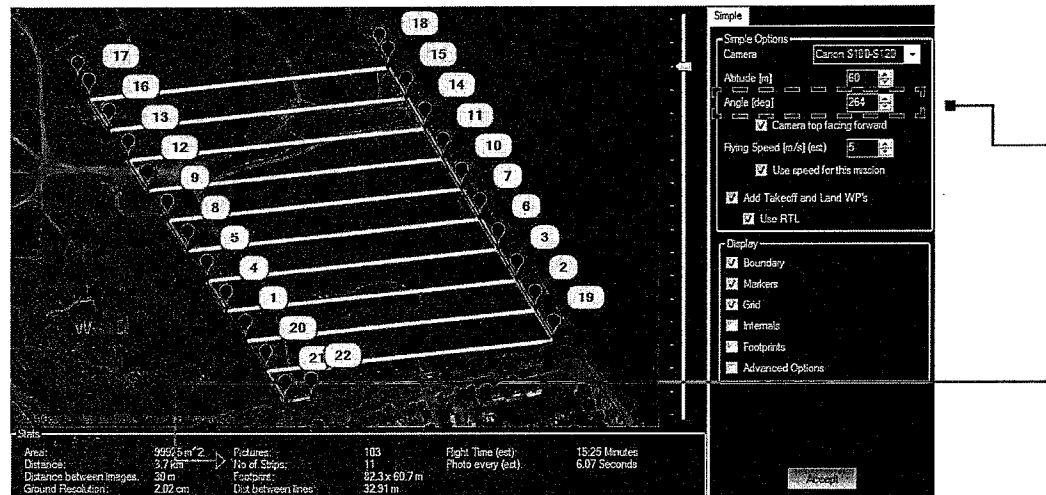 18
17
15
16
14
13
11
12
10
9
7
8
6
5
3
4
2
1
19
20
21 22
Simple
Simple Options
Camera
Altitude [m] 60
Angle [deg] 264
Camera top facing forward
Flying Speed [m/s] (est) 5
Use speed for this mission
Add Takeoff and Land WP's
Use RTL
Display
Boundary
Markers
Grid
Internals
Footprints
Advanced Options
Accept
Stats
Area: 99925 m^2
Distance: 3.7 km
Distance between images: 30 m
Ground Resolution: 2.02 cm
Pictures: 103
No of Strips: 11
Footprint: 82.3 x 60.7 m
Dist between lines: 32.91 m
Flight Time (est): 15:25 Minutes
Photo every (est): 6.07 Seconds